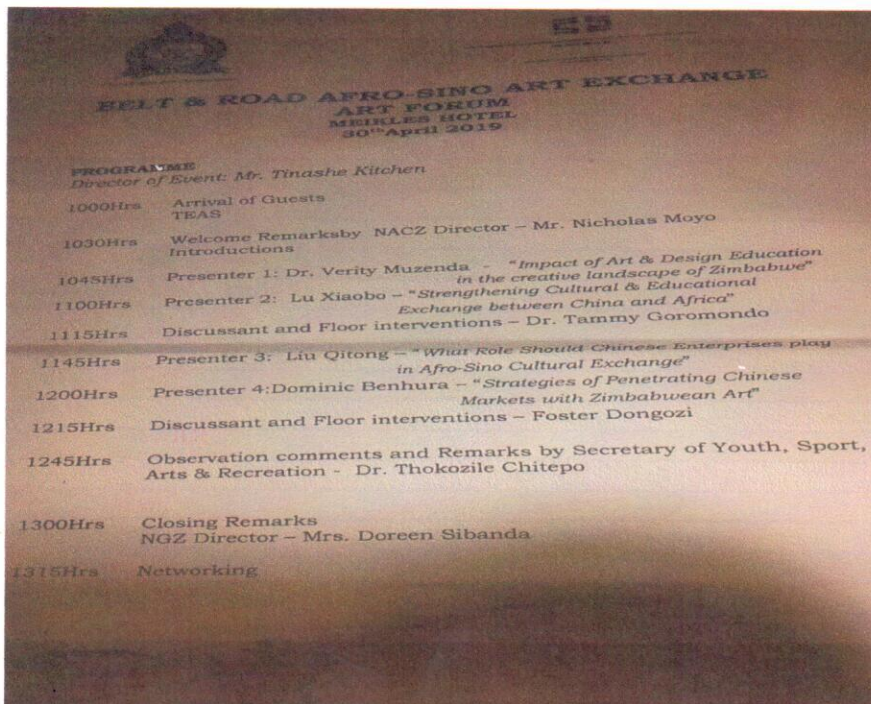 BELT & ROAD AFRO-SINO ART EXCHANGE
ART FORUM
MEIKLES HOTEL
30th April 2019
PROGRAMME
Director of Event: Mr. Tinashe Kitchen
1000Hrs Arrival of Guests
TEAS
1030Hrs Welcome Remarksby NACZ Director – Mr. Nicholas Moyo
Introductions
1045Hrs Presenter 1: Dr. Verity Muzenda - "Impact of Art & Design Education
in the creative landscape of Zimbabwe"
1100Hrs Presenter 2: Lu Xiaobo – "Strengthening Cultural & Educational
Exchange between China and Africa"
1115Hrs Discussant and Floor interventions – Dr. Tammy Goromondo
1145Hrs Presenter 3: Liu Qitong – "What Role Should Chinese Enterprises play
in Afro-Sino Cultural Exchange"
1200Hrs Presenter 4:Dominic Benhura – "Strategies of Penetrating Chinese
Markets with Zimbabwean Art"
1215Hrs Discussant and Floor interventions – Foster Dongozi
1245Hrs Observation comments and Remarks by Secretary of Youth, Sport,
Arts & Recreation - Dr. Thokozile Chitepo
1300Hrs Closing Remarks
NGZ Director – Mrs. Doreen Sibanda
1315Hrs Networking